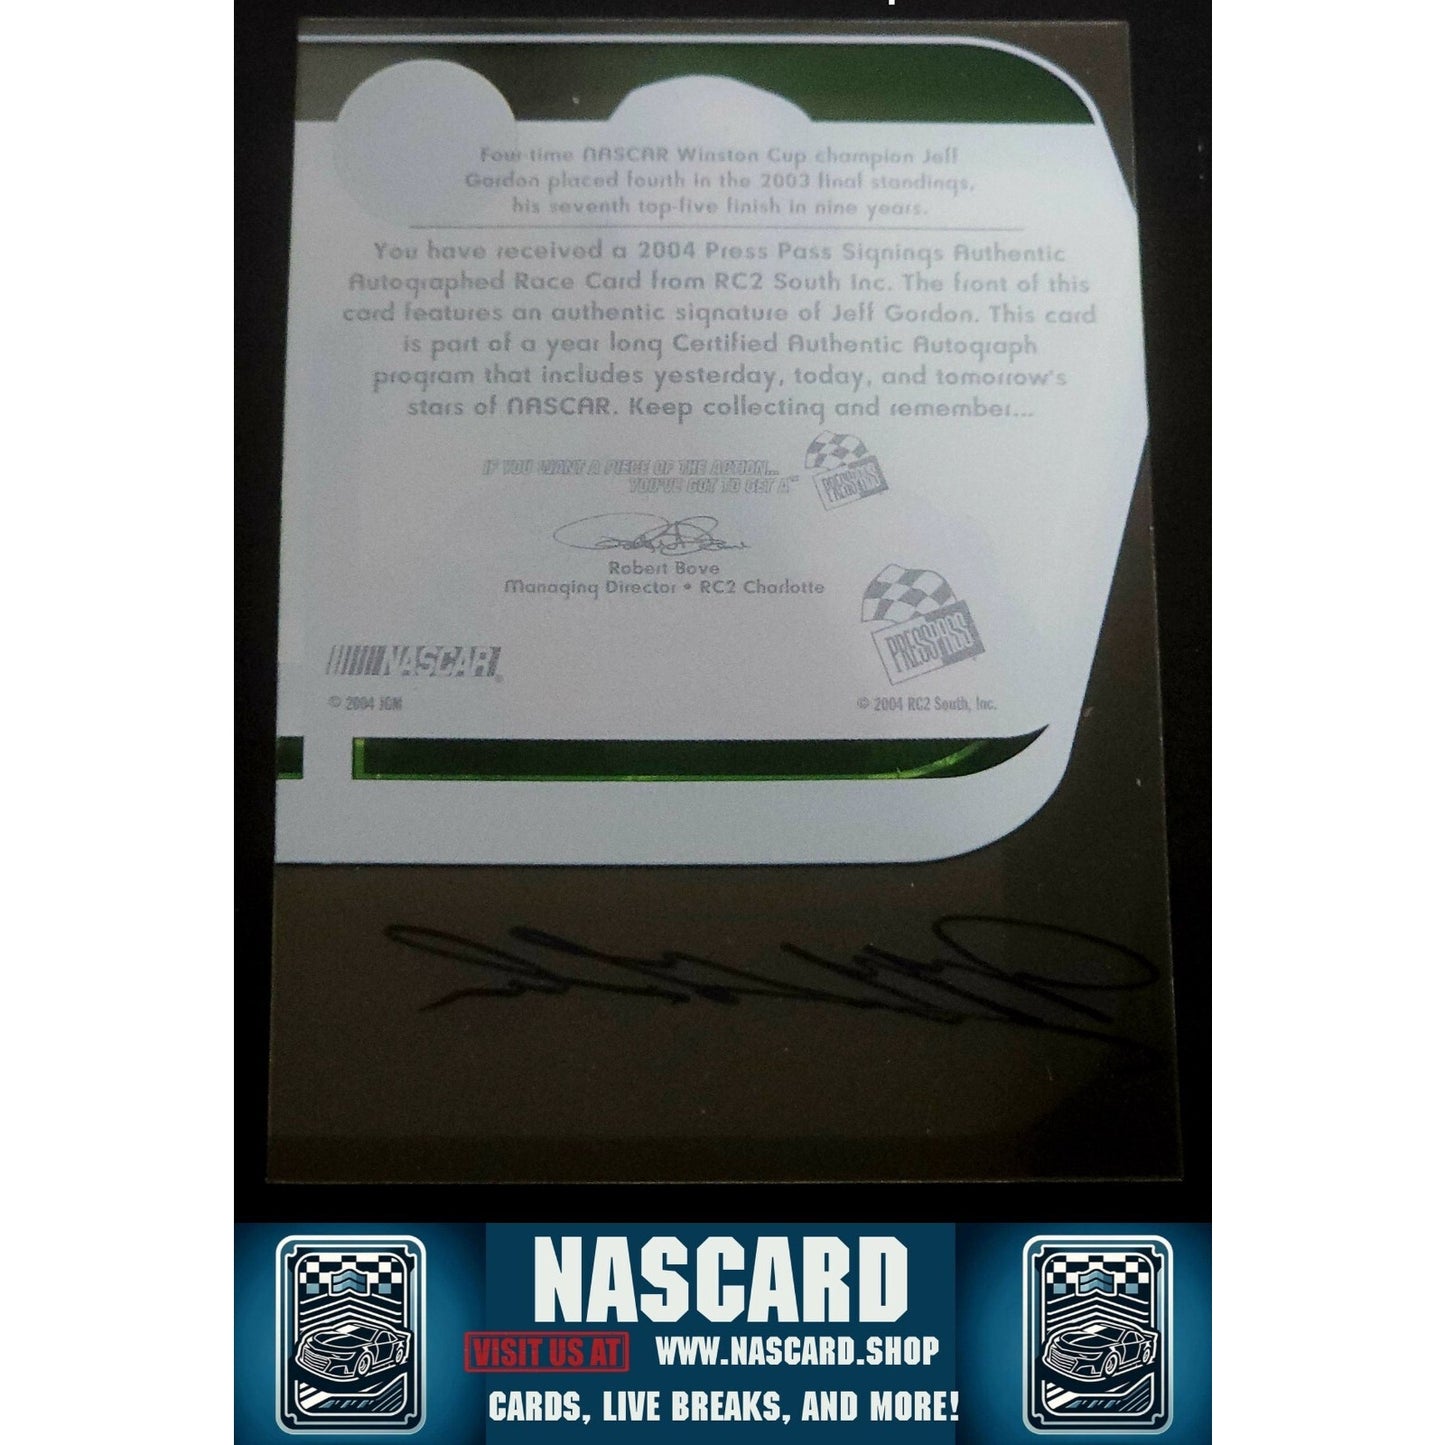 Four-time NASCAR Winston Cup champion Jeff
Gordon placed fourth in the 2003 final standings,
his seventh top-five finish in nine years.
You have received a 2004 Press Pass Signings Authentic
Autographed Race Card from RC2 South Inc. The front of this
card features an authentic signature of Jeff Gordon. This card
is part of a year long Certified Authentic Autograph
program that includes yesterday, today, and tomorrow's
stars of NASCAR. Keep collecting and remember...
IF YOU WANT A PIECE OF THE ACTION...
YOU'VE GOT TO GET A™
PRESS PASS
Robert Bove
Managing Director • RC2 Charlotte
PRESS PASS
NASCAR®
© 2004 JGM
© 2004 RC2 South, Inc.
NASCARD
VISIT US AT WWW.NASCARD.SHOP
CARDS, LIVE BREAKS, AND MORE!